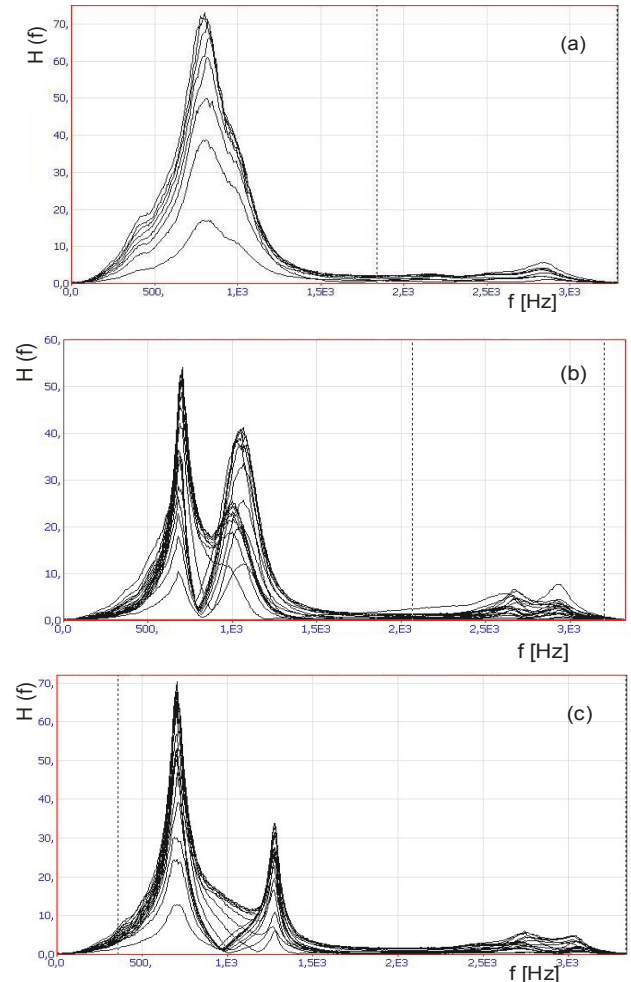 H (f)
(a)
70,
60,
50,
40,
30,
20,
10,
0,0
0,0 500, 1,E3 1,5E3 2,E3 2,5E3 3,E3
f [Hz]
H (f)
(b)
60,
50,
40,
30,
20,
10,
0,0
0,0 500, 1,E3 1,5E3 2,E3 2,5E3 3,E3
f [Hz]
H (f)
(c)
70,
60,
50,
40,
30,
20,
10,
0,0
0,0 500, 1,E3 1,5E3 2,E3 2,5E3 3,E3
f [Hz]